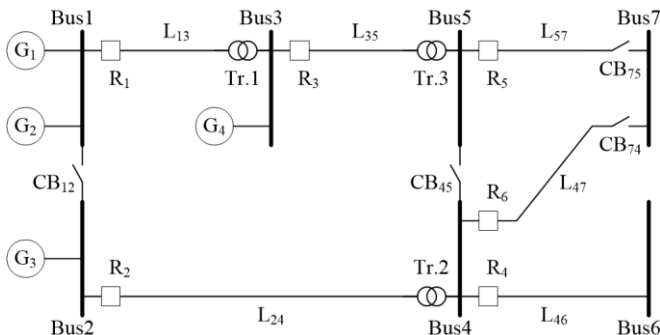 Bus1 Bus3 Bus5 Bus7
G1 L13 L35 L57
R1 Tr.1 R3 Tr.3 R5 CB75
G2 G4 CB74
CB12 CB45 R6 L47
G3 R2 Tr.2 R4
L24 L46
Bus2 Bus4 Bus6